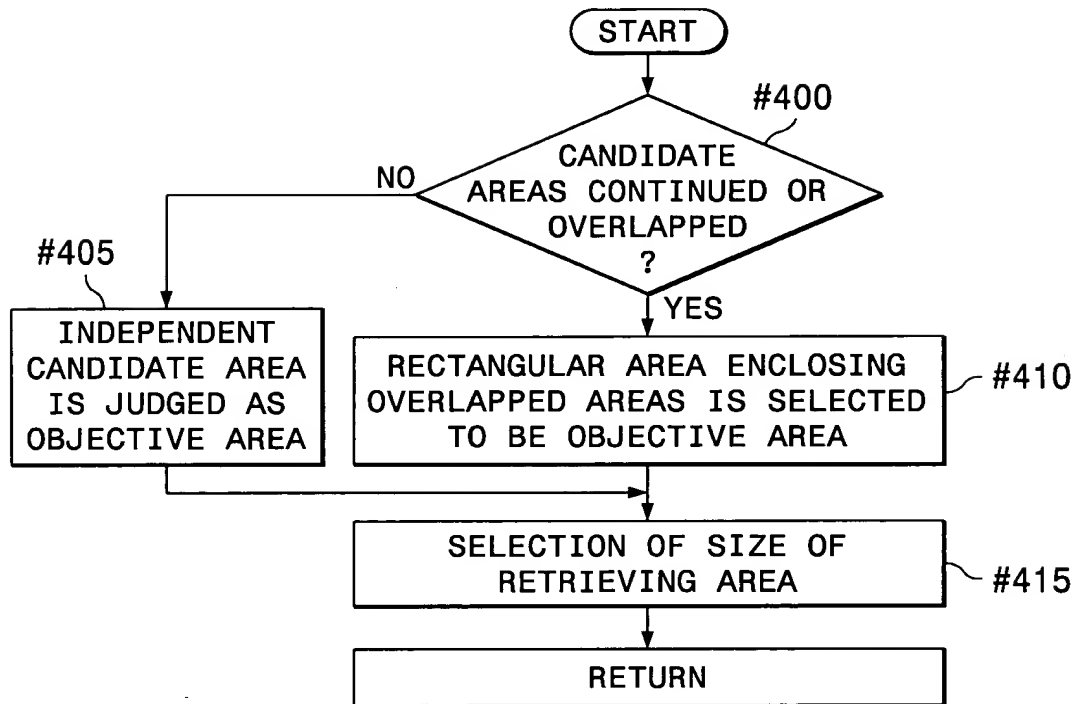 START
#400
CANDIDATE
AREAS CONTINUED OR
OVERLAPPED
?
NO
YES
#405
INDEPENDENT
CANDIDATE AREA
IS JUDGED AS
OBJECTIVE AREA
RECTANGULAR AREA ENCLOSING
OVERLAPPED AREAS IS SELECTED
TO BE OBJECTIVE AREA
#410
SELECTION OF SIZE OF
RETRIEVING AREA
#415
RETURN